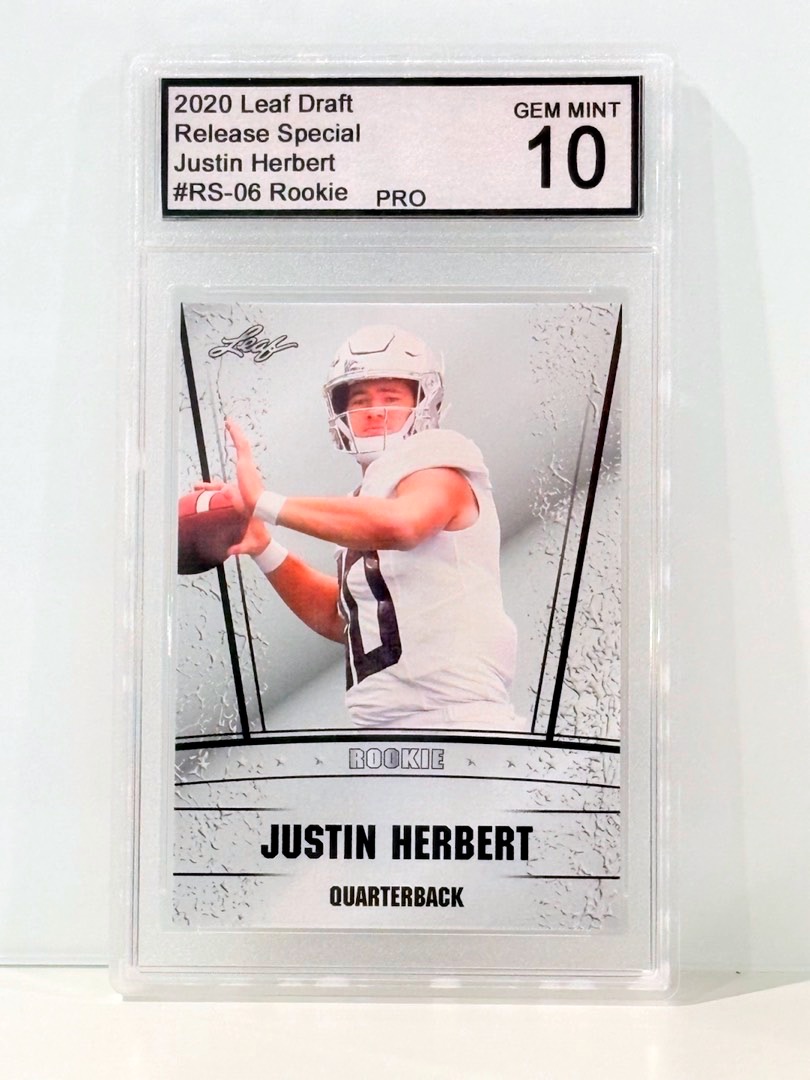 2020 Leaf Draft
Release Special
Justin Herbert
#RS-06 Rookie
PRO
GEM MINT
10
Leaf
10
ROOKIE
JUSTIN HERBERT
QUARTERBACK